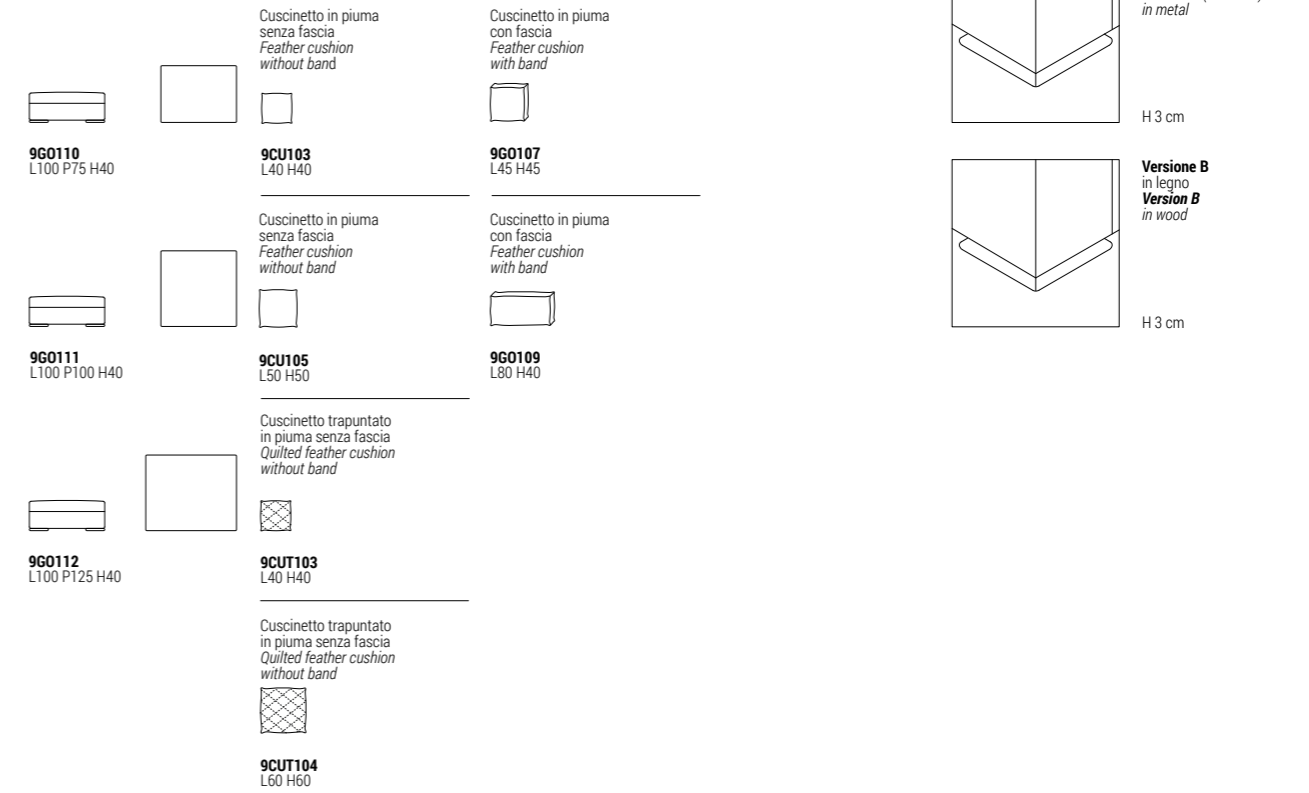 9GO110
L100 P75 H40
9GO111
L100 P100 H40
9GO112
L100 P125 H40
Cuscinetto in piuma
senza fascia
Feather cushion
without band
9CU103
L40 H40
Cuscinetto in piuma
senza fascia
Feather cushion
without band
9CU105
L50 H50
Cuscinetto trapuntato
in piuma senza fascia
Quilted feather cushion
without band
9CUT103
L40 H40
Cuscinetto trapuntato
in piuma senza fascia
Quilted feather cushion
without band
9CUT104
L60 H60
Cuscinetto in piuma
con fascia
Feather cushion
with band
9GO107
L45 H45
Cuscinetto in piuma
con fascia
Feather cushion
with band
9GO109
L80 H40
in metal
H 3 cm
Versione B
in legno
Version B
in wood
H 3 cm